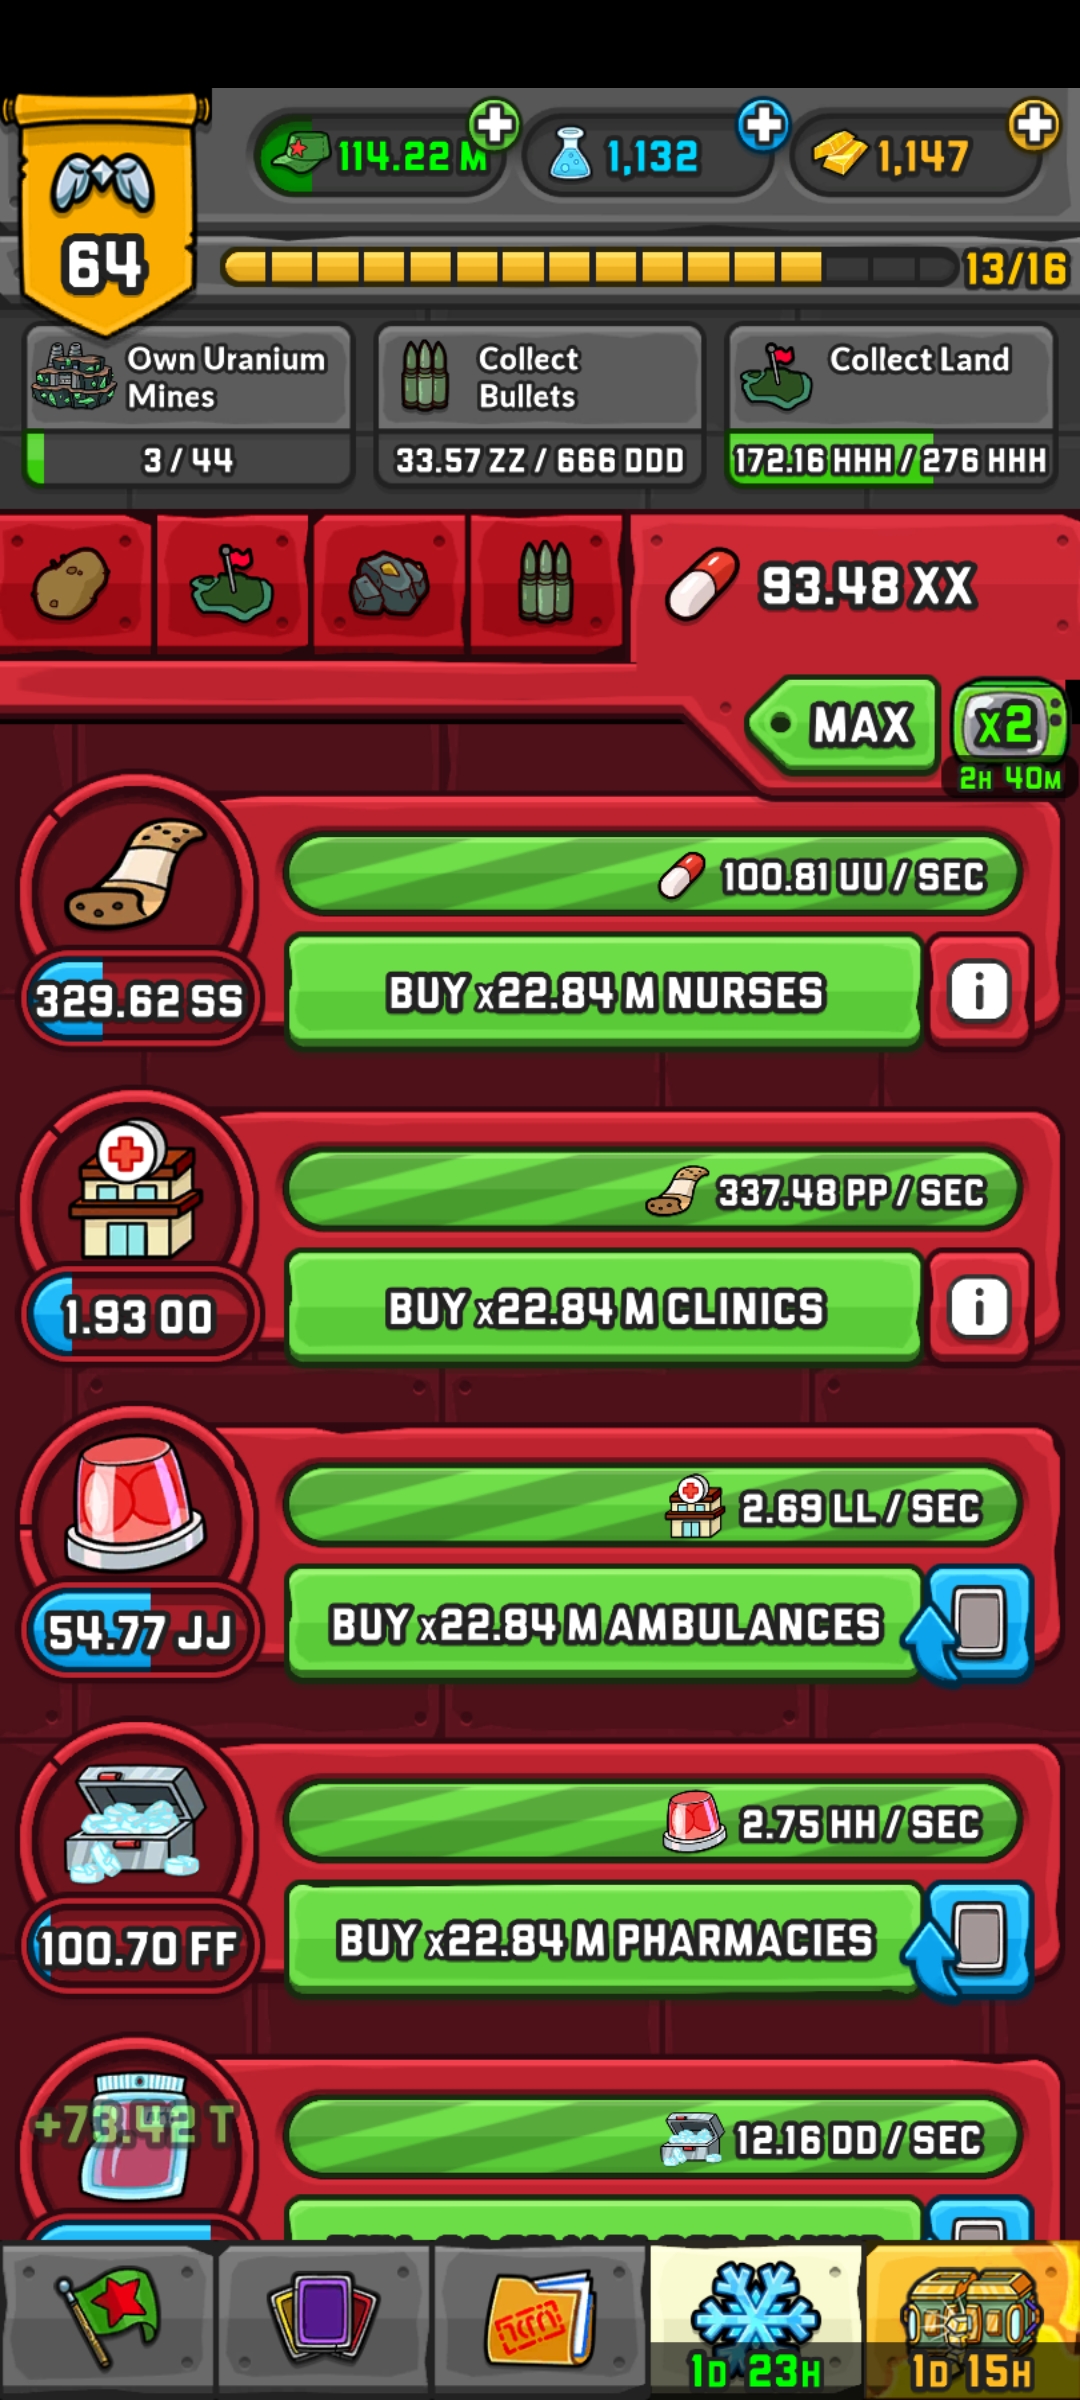 114.22 M
1,132
1,147
64
13/16
Own Uranium
Mines
3 / 44
Collect
Bullets
33.57 ZZ / 666 DDD
Collect Land
172.16 HHH / 276 HHH
93.48 XX
MAX
x2
2H 40M
100.81 UU / SEC
329.62 SS
BUY x22.84 M NURSES
337.48 PP / SEC
1.93 OO
BUY x22.84 M CLINICS
2.69 LL / SEC
54.77 JJ
BUY x22.84 M AMBULANCES
2.75 HH / SEC
100.70 FF
BUY x22.84 M PHARMACIES
+73.42 T
12.16 DD / SEC
1D 23H
1D 15H